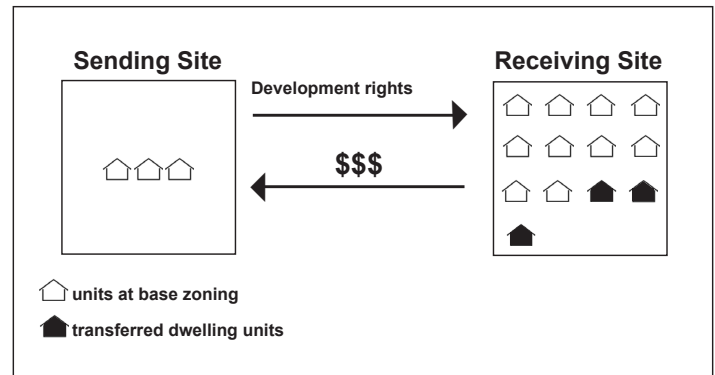 Sending Site
Receiving Site
Development rights
$$$
units at base zoning
transferred dwelling units